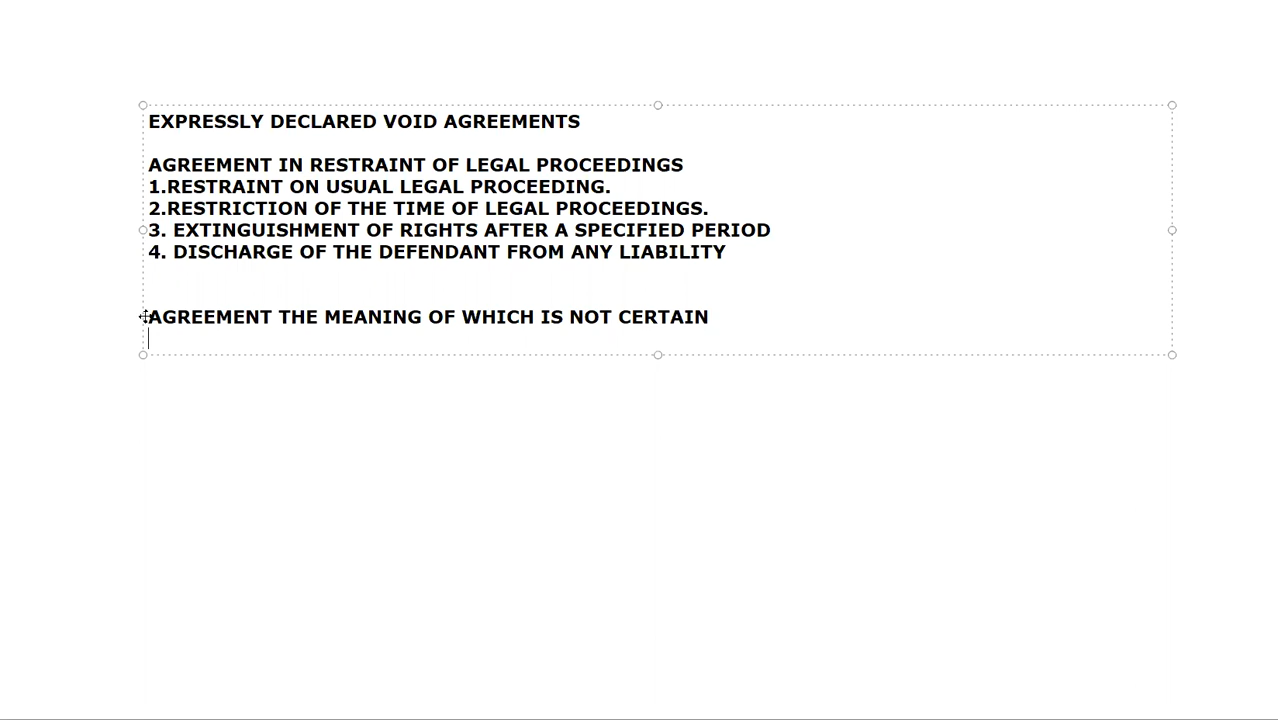 EXPRESSLY DECLARED VOID AGREEMENTS
AGREEMENT IN RESTRAINT OF LEGAL PROCEEDINGS
1.RESTRAINT ON USUAL LEGAL PROCEEDING.
2.RESTRICTION OF THE TIME OF LEGAL PROCEEDINGS.
3. EXTINGUISHMENT OF RIGHTS AFTER A SPECIFIED PERIOD
4. DISCHARGE OF THE DEFENDANT FROM ANY LIABILITY
AGREEMENT THE MEANING OF WHICH IS NOT CERTAIN